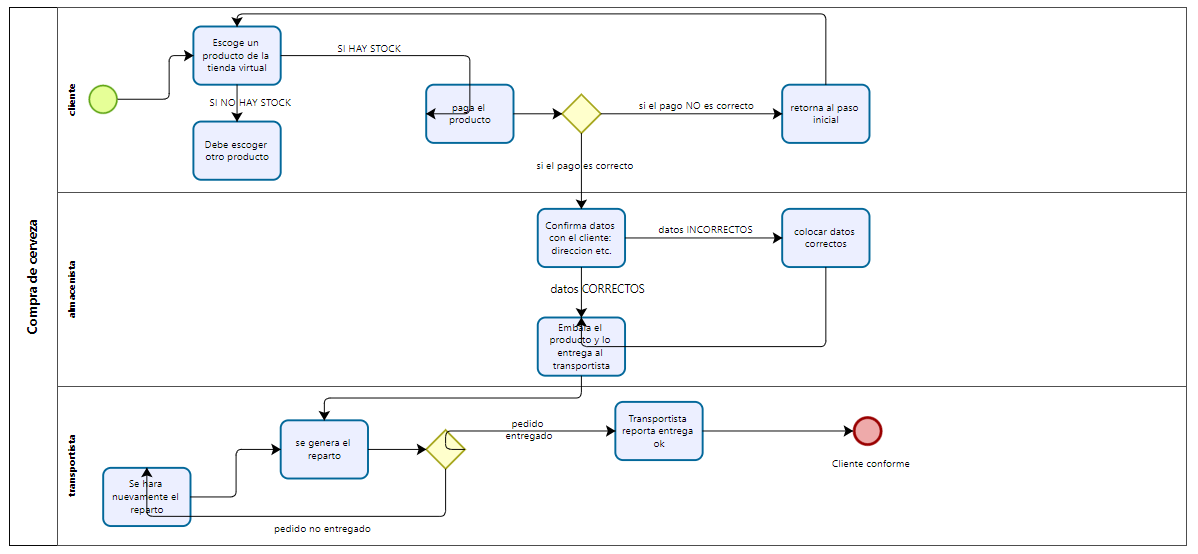 Compra de cerveza
cliente
Escoge un
producto de la
tienda virtual
SI HAY STOCK
SI NO HAY STOCK
Debe escoger
otro producto
paga el
producto
si el pago NO es correcto
retorna al paso
inicial
si el pago es correcto
almacenista
Confirma datos
con el cliente:
direccion etc.
datos INCORRECTOS
colocar datos
correctos
datos CORRECTOS
Embala el
producto y lo
entrega al
transportista
transportista
se genera el
reparto
pedido
entregado
Transportista
reporta entrega
ok
Cliente conforme
Se hara
nuevamente el
reparto
pedido no entregado